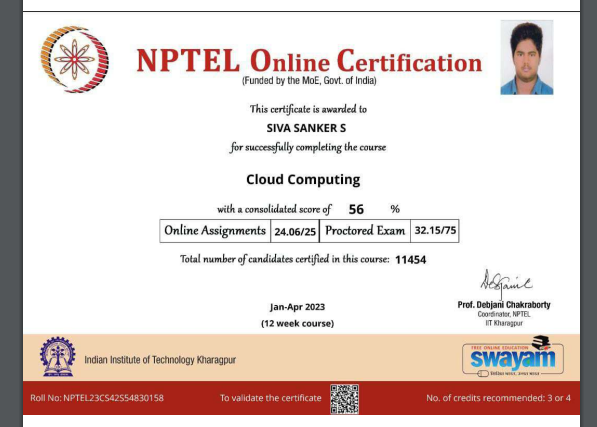 NPTEL Online Certification
(Funded by the MoE, Govt. of India)
This certificate is awarded to
SIVA SANKER S
for successfully completing the course
Cloud Computing
with a consolidated score of 56 %
Online Assignments 24.06/25 Proctored Exam 32.15/75
Total number of candidates certified in this course: 11454
Jan-Apr 2023
(12 week course)
Prof. Debjani Chakraborty
Coordinator, NPTEL
IIT Kharagpur
Indian Institute of Technology Kharagpur
FREE ONLINE EDUCATION
swayam
Roll No: NPTEL23CS42S54830158
To validate the certificate
No. of credits recommended: 3 or 4